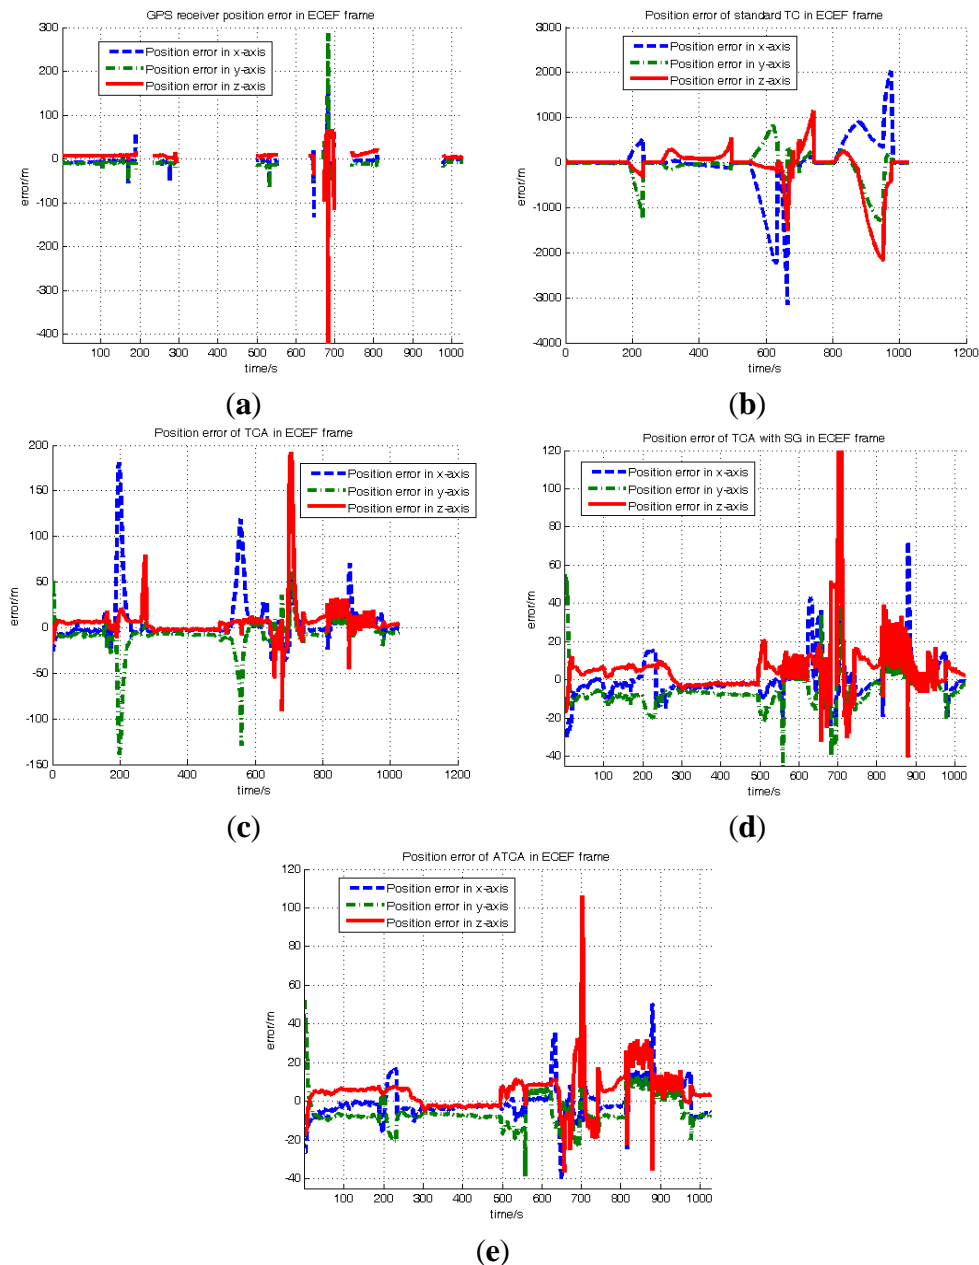 GPS receiver position error in ECEF frame
300
200
100
0
-100
-200
-300
-400
error/m
Position error in x-axis
Position error in y-axis
Position error in z-axis
100 200 300 400 500 600 700 800 900 1000
time/s
(a)
Position error of standard TC in ECEF frame
3000
2000
1000
0
-1000
-2000
-3000
-4000
error/m
Position error in x-axis
Position error in y-axis
Position error in z-axis
0 200 400 600 800 1000 1200
time/s
(b)
Position error of TCA in ECEF frame
200
150
100
50
0
-50
-100
-150
error/m
Position error in x-axis
Position error in y-axis
Position error in z-axis
0 200 400 600 800 1000 1200
time/s
(c)
Position error of TCA with SG in ECEF frame
120
100
80
60
40
20
0
-20
-40
error/m
Position error in x-axis
Position error in y-axis
Position error in z-axis
100 200 300 400 500 600 700 800 900 1000
time/s
(d)
Position error of ATCA in ECEF frame
120
100
80
60
40
20
0
-20
-40
error/m
Position error in x-axis
Position error in y-axis
Position error in z-axis
100 200 300 400 500 600 700 800 900 1000
time/s
(e)